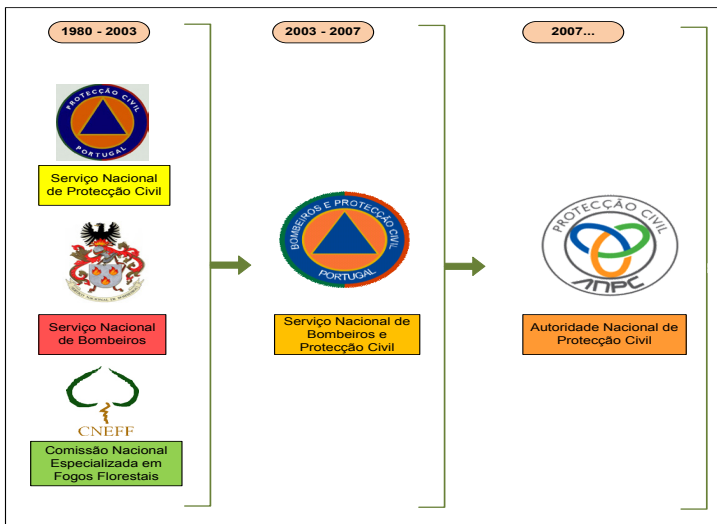 1980 - 2003
PROTECÇÃO CIVIL
PORTUGAL
Serviço Nacional
de Protecção Civil
Serviço Nacional
de Bombeiros
CNEFF
Comissão Nacional
Especializada em
Fogos Florestais
2003 - 2007
BOMBEIROS E PROTECÇÃO CIVIL
PORTUGAL
Serviço Nacional de
Bombeiros e
Protecção Civil
2007...
PROTECÇÃO CIVIL
ANPC
Autoridade Nacional de
Protecção Civil